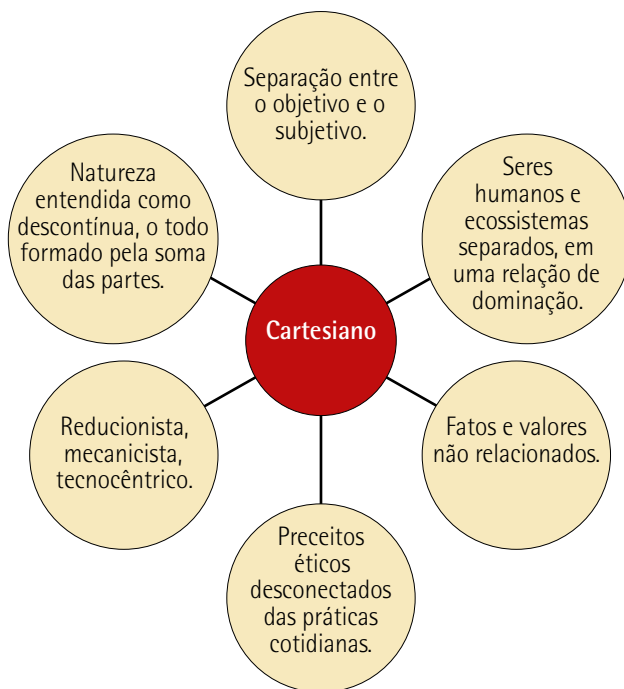 Separação entre
o objetivo e o
subjetivo.
Natureza
entendida como
descontínua, o todo
formado pela soma
das partes.
Seres
humanos e
ecossistemas
separados, em
uma relação de
dominação.
Cartesiano
Reducionista,
mecanicista,
tecnocêntrico.
Fatos e valores
não relacionados.
Preceitos
éticos
desconectados
das práticas
cotidianas.